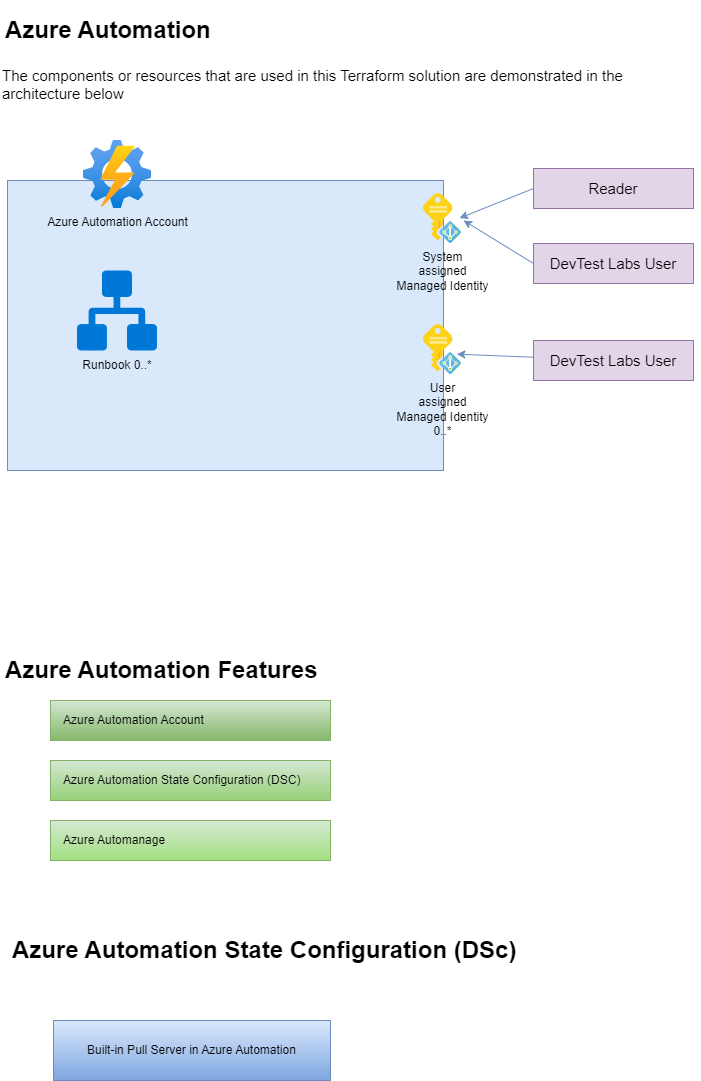 Azure Automation
The components or resources that are used in this Terraform solution are demonstrated in the
architecture below
Azure Automation Account
Runbook 0..*
System
assigned
Managed Identity
User
assigned
Managed Identity
0..*
Reader
DevTest Labs User
DevTest Labs User
Azure Automation Features
Azure Automation Account
Azure Automation State Configuration (DSC)
Azure Automanage
Azure Automation State Configuration (DSc)
Built-in Pull Server in Azure Automation